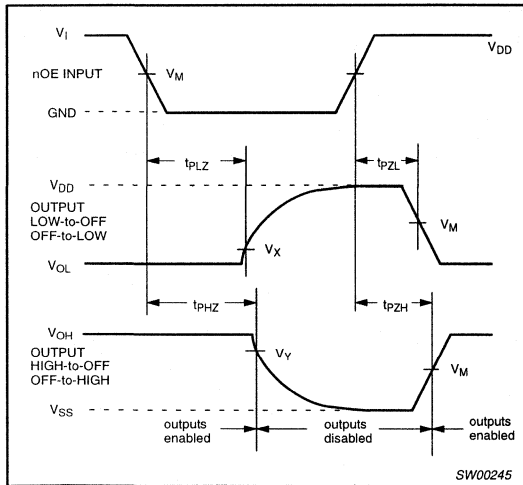 VI
VDD
nOE INPUT
VM
GND
tPLZ
tPZL
VDD
OUTPUT
LOW-to-OFF
OFF-to-LOW
VM
VX
VOL
tPHZ
tPZH
VOH
OUTPUT
HIGH-to-OFF
OFF-to-HIGH
VY
VM
VSS
outputs
enabled
outputs
disabled
outputs
enabled
SW00245